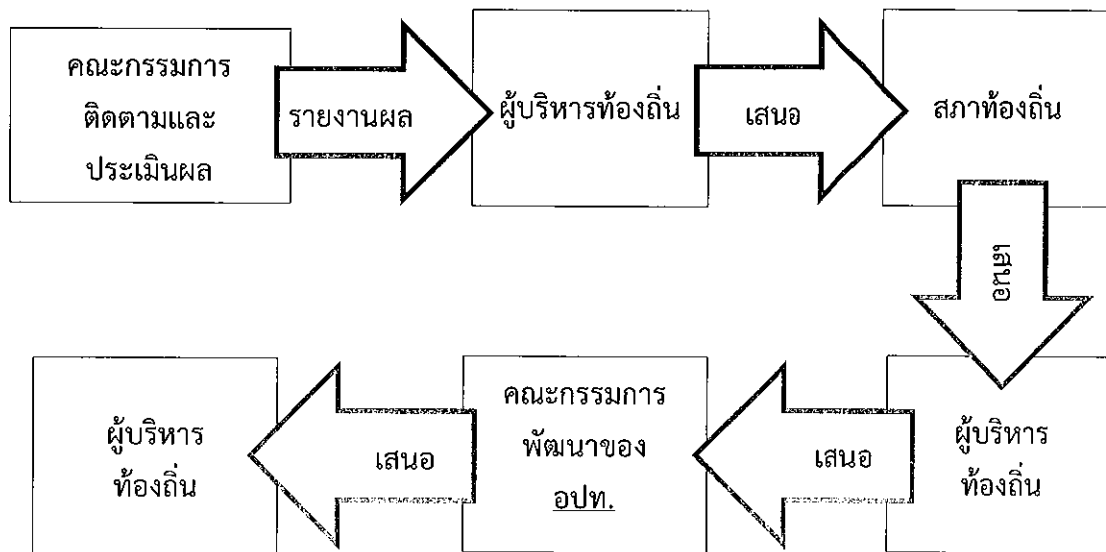 คณะกรรมการ
ติดตามและ
ประเมินผล
รายงานผล
ผู้บริหารท้องถิ่น
เสนอ
สภาท้องถิ่น
เสนอ
ผู้บริหาร
ท้องถิ่น
เสนอ
คณะกรรมการ
พัฒนาของ
อปท.
เสนอ
ผู้บริหาร
ท้องถิ่น